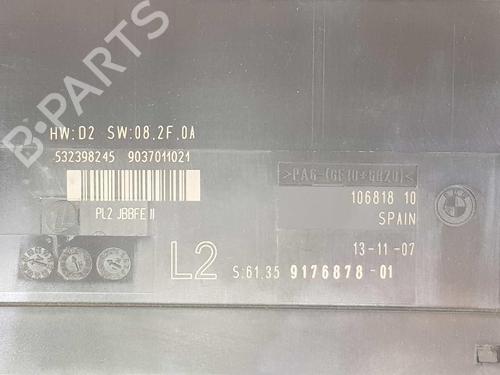 B-PARTS
HW:D2 SW:08.2F.0A
532398245 9037011021
>PA6-(GF10+GB20)<
PL2 JBBFE II
106818 10
SPAIN
13-11-07
L2 S:61.35 9176878-01